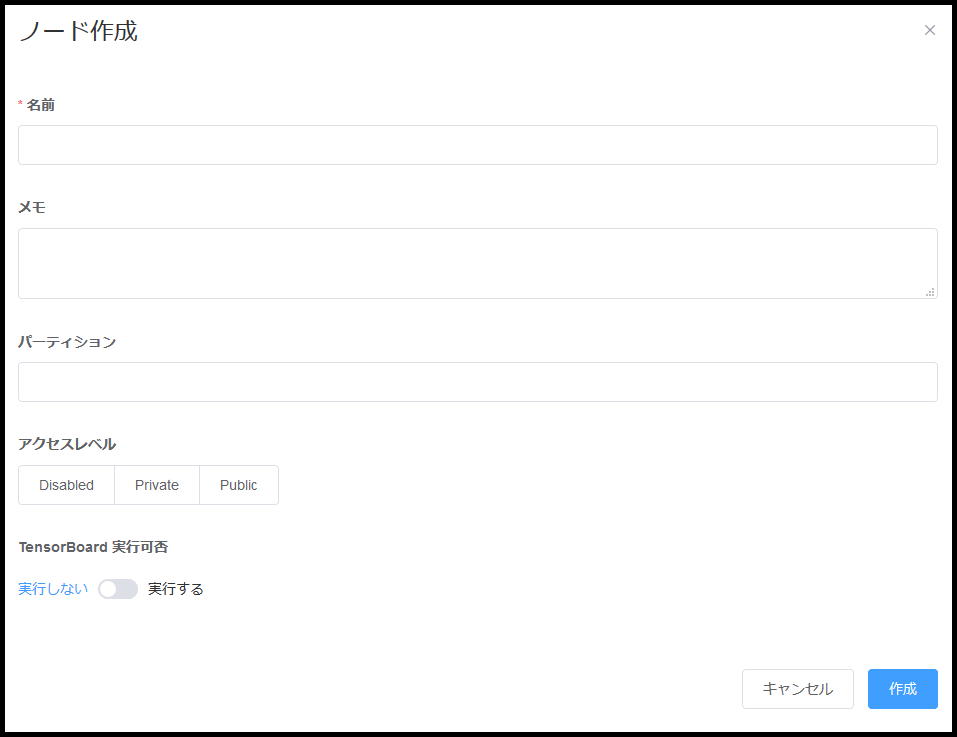 ノード作成
* 名前
メモ
パーティション
アクセスレベル
Disabled Private Public
TensorBoard 実行可否
実行しない 実行する
キャンセル 作成